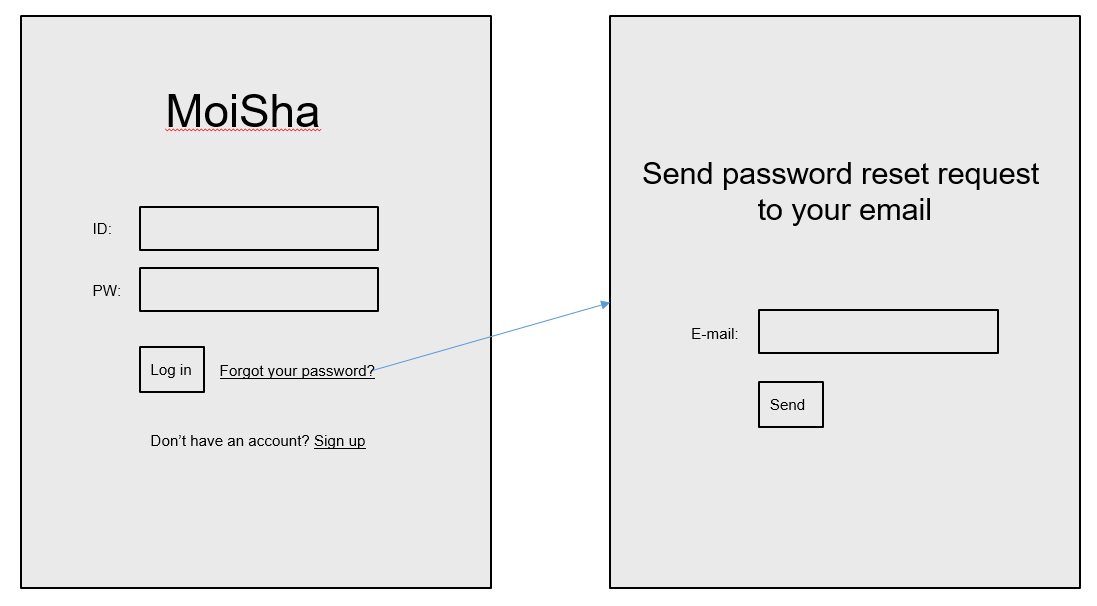 MoiSha
ID:
PW:
Log in
Forgot your password?
Don’t have an account? Sign up
Send password reset request
to your email
E-mail:
Send